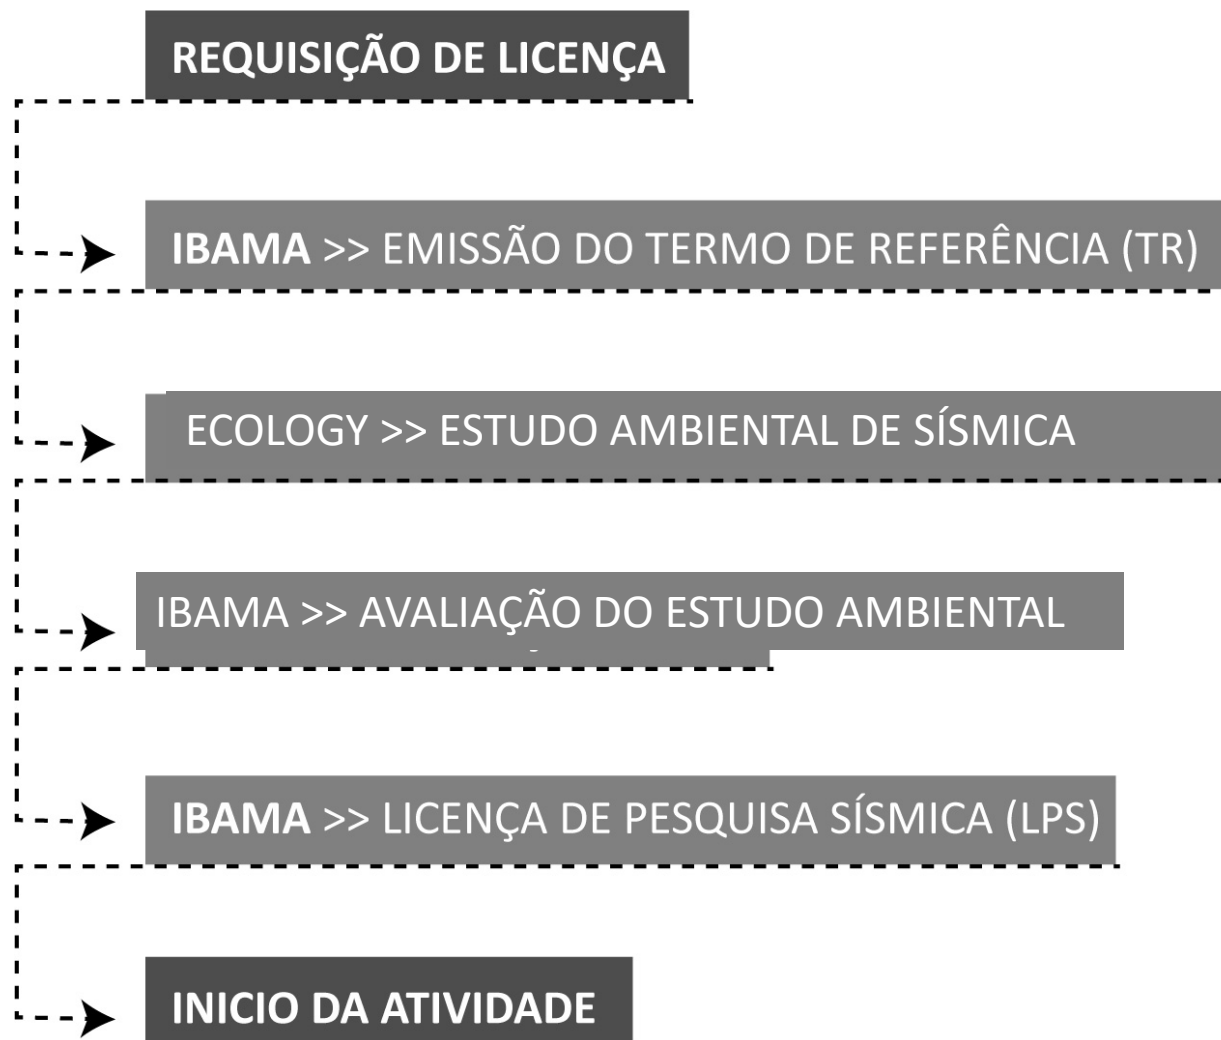 REQUISIÇÃO DE LICENÇA
IBAMA >> EMISSÃO DO TERMO DE REFERÊNCIA (TR)
ECOLOGY >> ESTUDO AMBIENTAL DE SÍSMICA
IBAMA >> AVALIAÇÃO DO ESTUDO AMBIENTAL
IBAMA >> LICENÇA DE PESQUISA SÍSMICA (LPS)
INICIO DA ATIVIDADE